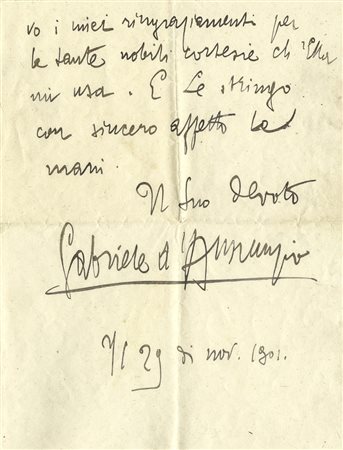 vo i miei ringraziamenti per
le tante nobili cortesie ch'Ella
mi usa. E Le stringo
con sincero affetto le
mani.
Il Suo devoto
Gabriele d'Annunzio
29 di nov. 1901.